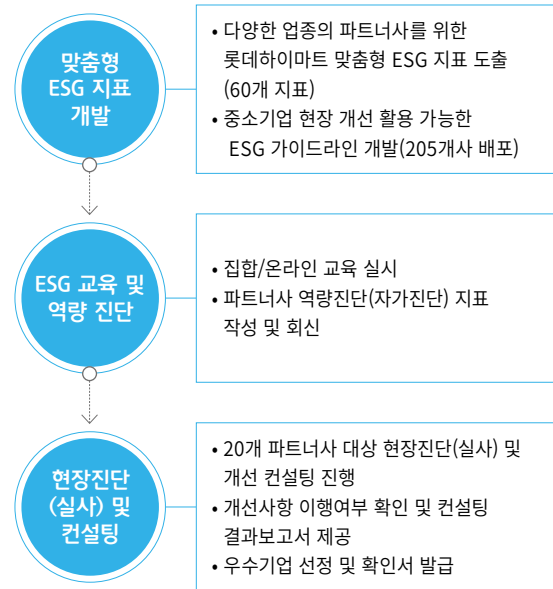 맞춤형
ESG 지표
개발
• 다양한 업종의 파트너사를 위한
롯데하이마트 맞춤형 ESG 지표 도출
(60개 지표)
• 중소기업 현장 개선 활용 가능한
ESG 가이드라인 개발(205개사 배포)
ESG 교육 및
역량 진단
• 집합/온라인 교육 실시
• 파트너사 역량진단(자가진단) 지표
작성 및 회신
현장진단
(실사) 및
컨설팅
• 20개 파트너사 대상 현장진단(실사) 및
개선 컨설팅 진행
• 개선사항 이행여부 확인 및 컨설팅
결과보고서 제공
• 우수기업 선정 및 확인서 발급